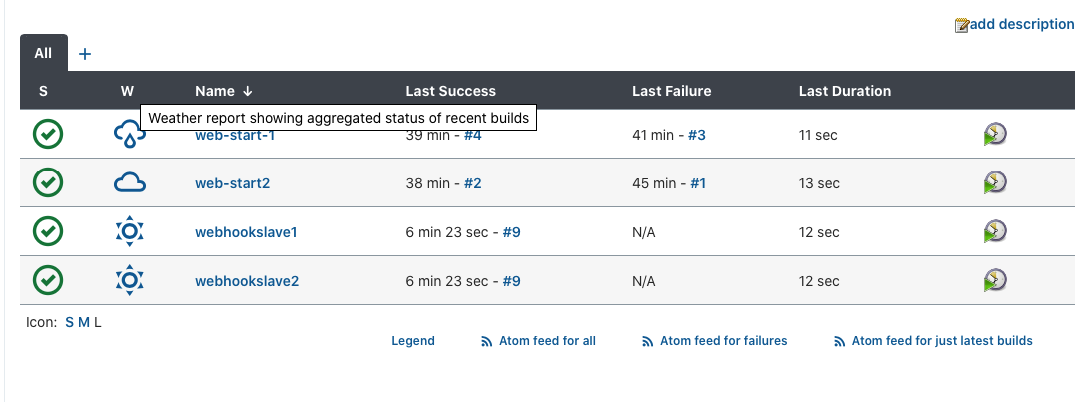 add description
All +
S W Name ↓ Last Success Last Failure Last Duration
Weather report showing aggregated status of recent builds
web-start-1 39 min - #4 41 min - #3 11 sec
web-start2 38 min - #2 45 min - #1 13 sec
webhookslave1 6 min 23 sec - #9 N/A 12 sec
webhookslave2 6 min 23 sec - #9 N/A 12 sec
Icon: S M L
Legend Atom feed for all Atom feed for failures Atom feed for just latest builds